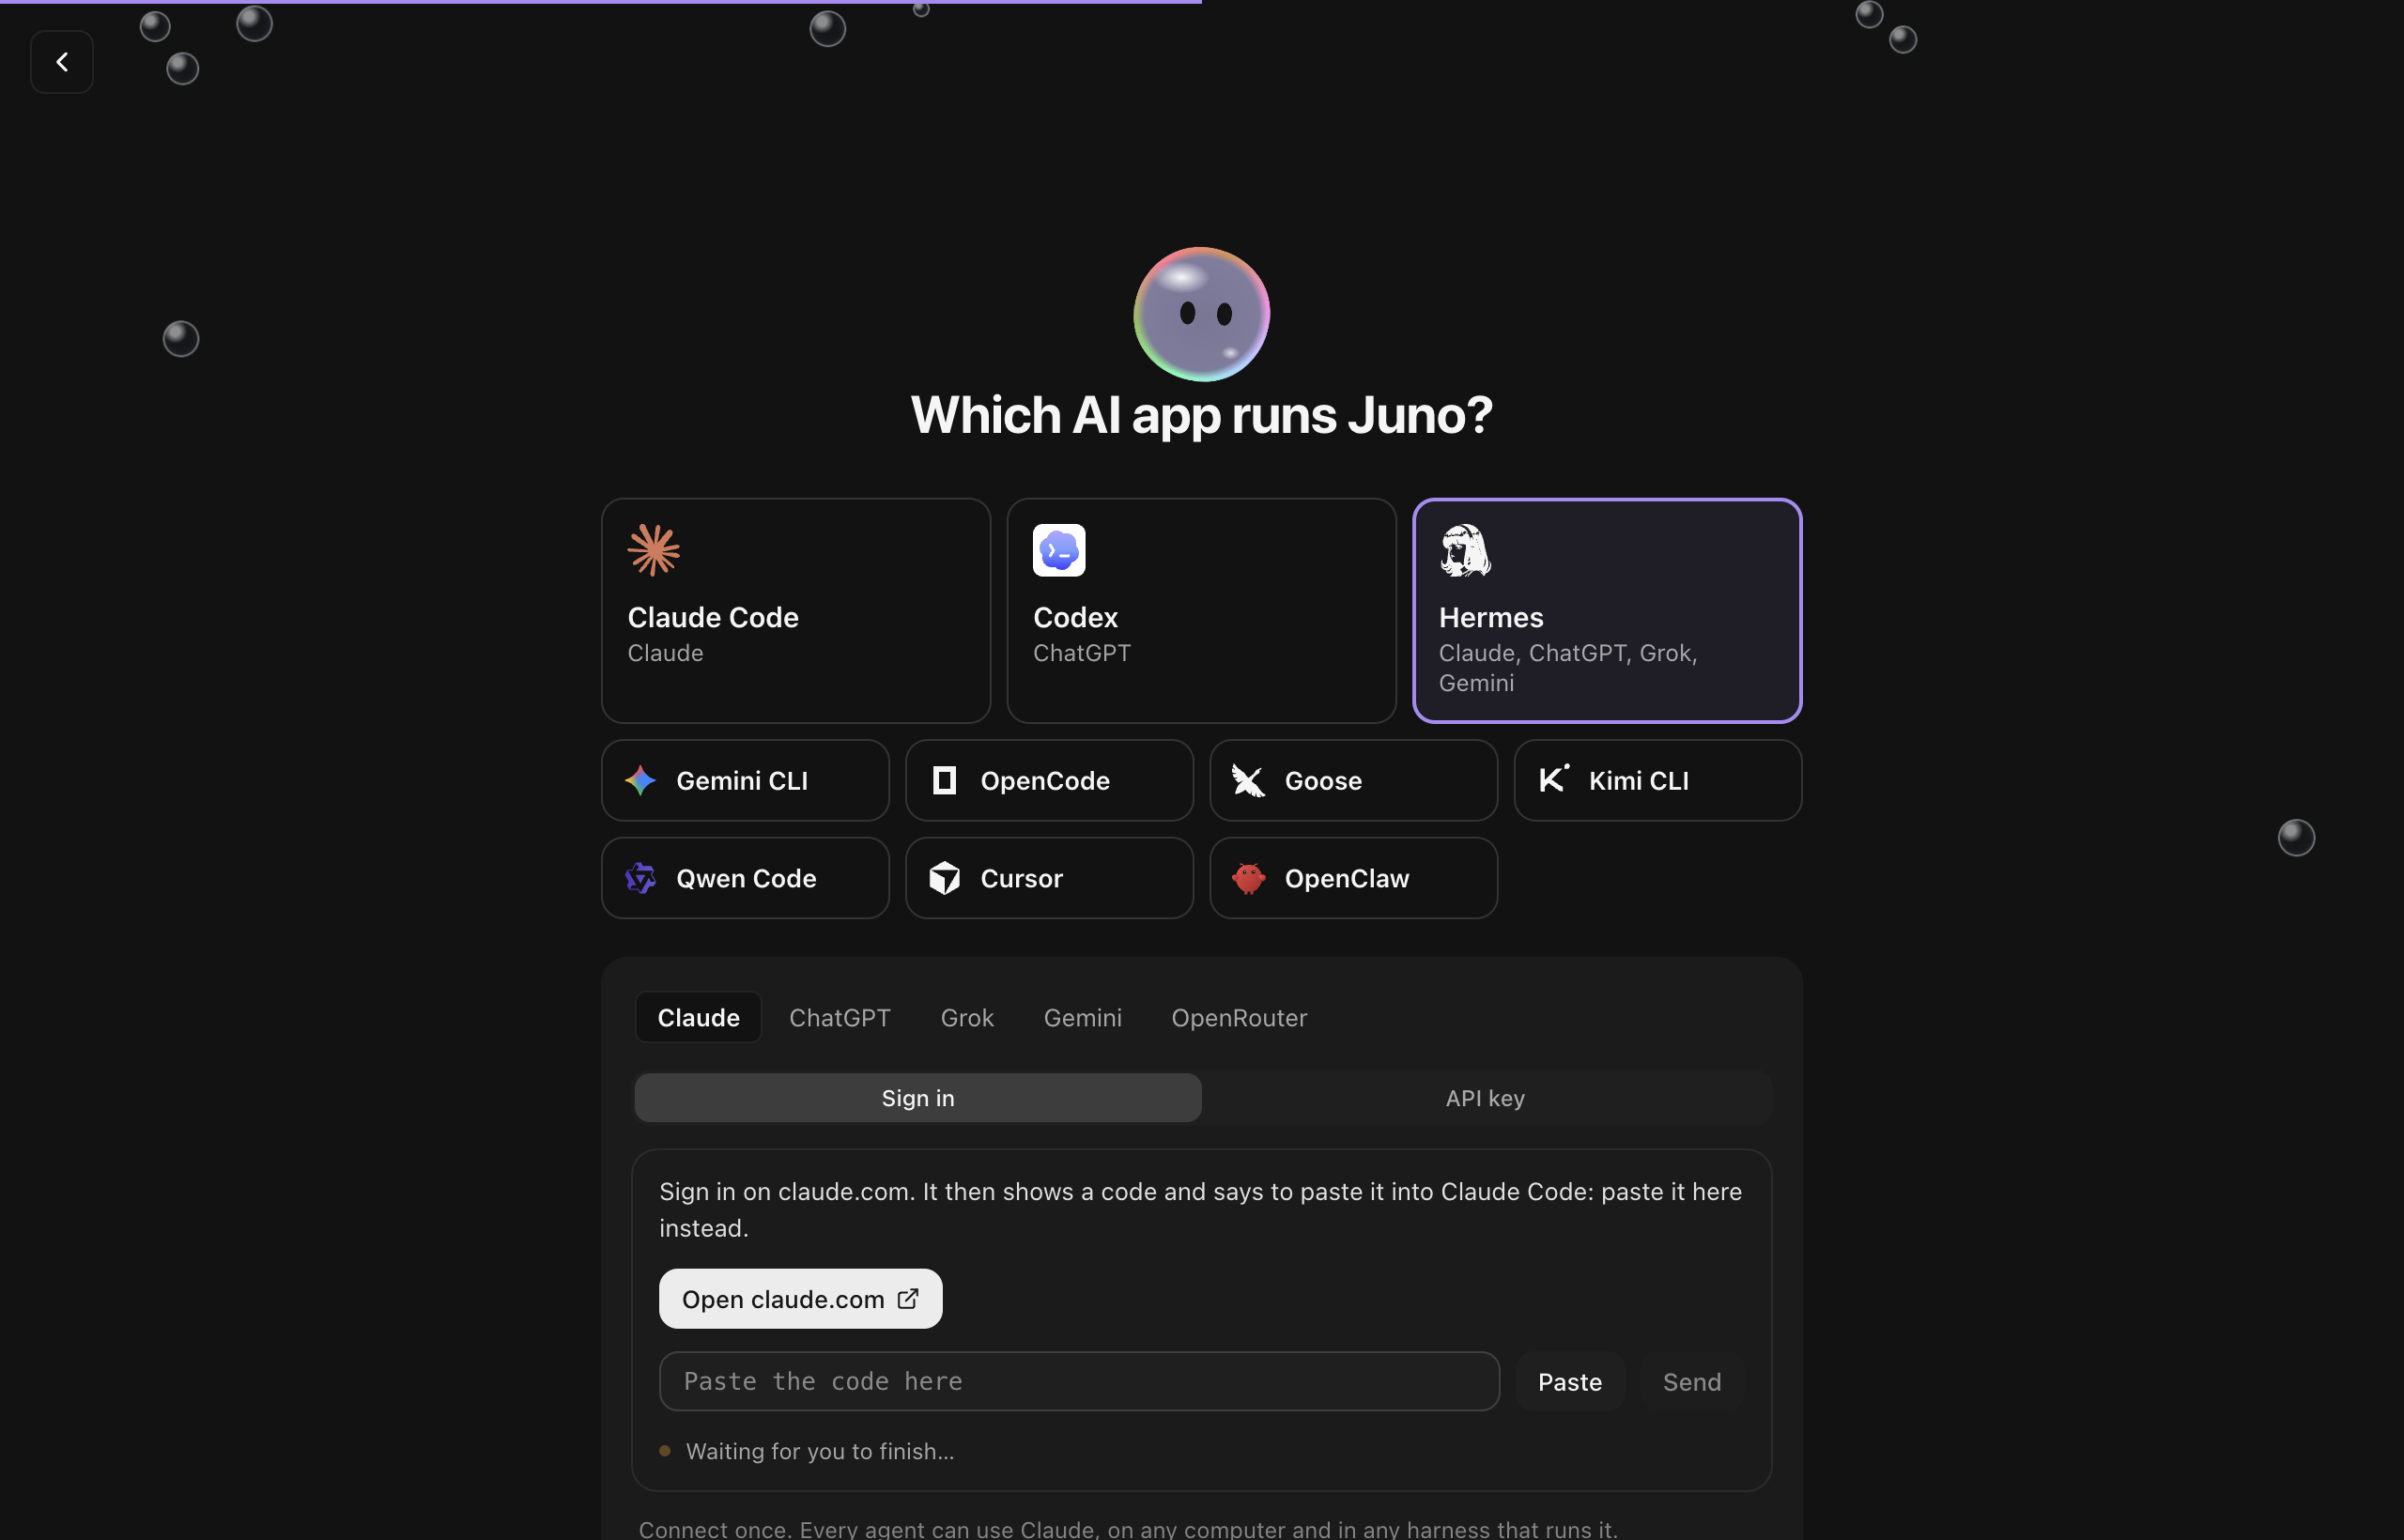 Which AI app runs Juno?
Claude Code
Claude
Codex
ChatGPT
Hermes
Claude, ChatGPT, Grok,
Gemini
Gemini CLI
OpenCode
Goose
Kimi CLI
Qwen Code
Cursor
OpenClaw
Claude
ChatGPT
Grok
Gemini
OpenRouter
Sign in
API key
Sign in on claude.com. It then shows a code and says to paste it into Claude Code: paste it here
instead.
Open claude.com
Paste the code here
Paste
Send
Waiting for you to finish...
Connect once. Every agent can use Claude, on any computer and in any harness that runs it.